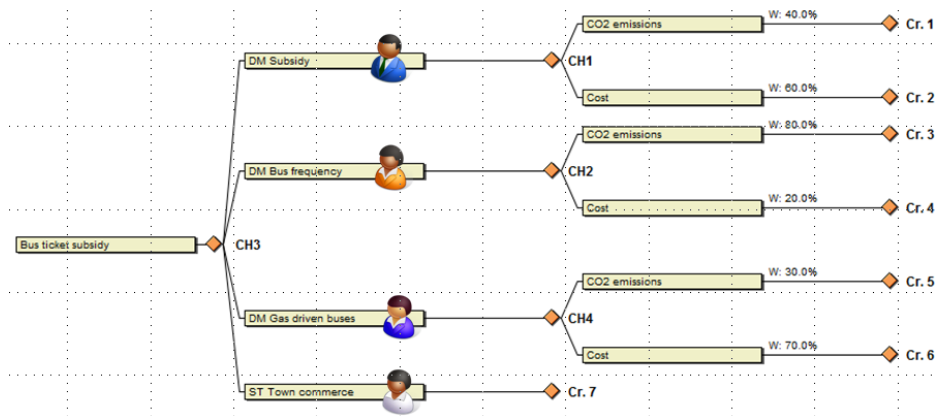 W: 40.0%
CO2 emissions
Cr. 1
DM Subsidy
CH1
W: 60.0%
Cost
Cr. 2
W: 80.0%
CO2 emissions
Cr. 3
DM Bus frequency
CH2
W: 20.0%
Cost
Cr. 4
Bus ticket subsidy
CH3
W: 30.0%
CO2 emissions
Cr. 5
DM Gas driven buses
CH4
W: 70.0%
Cost
Cr. 6
ST Town commerce
Cr. 7